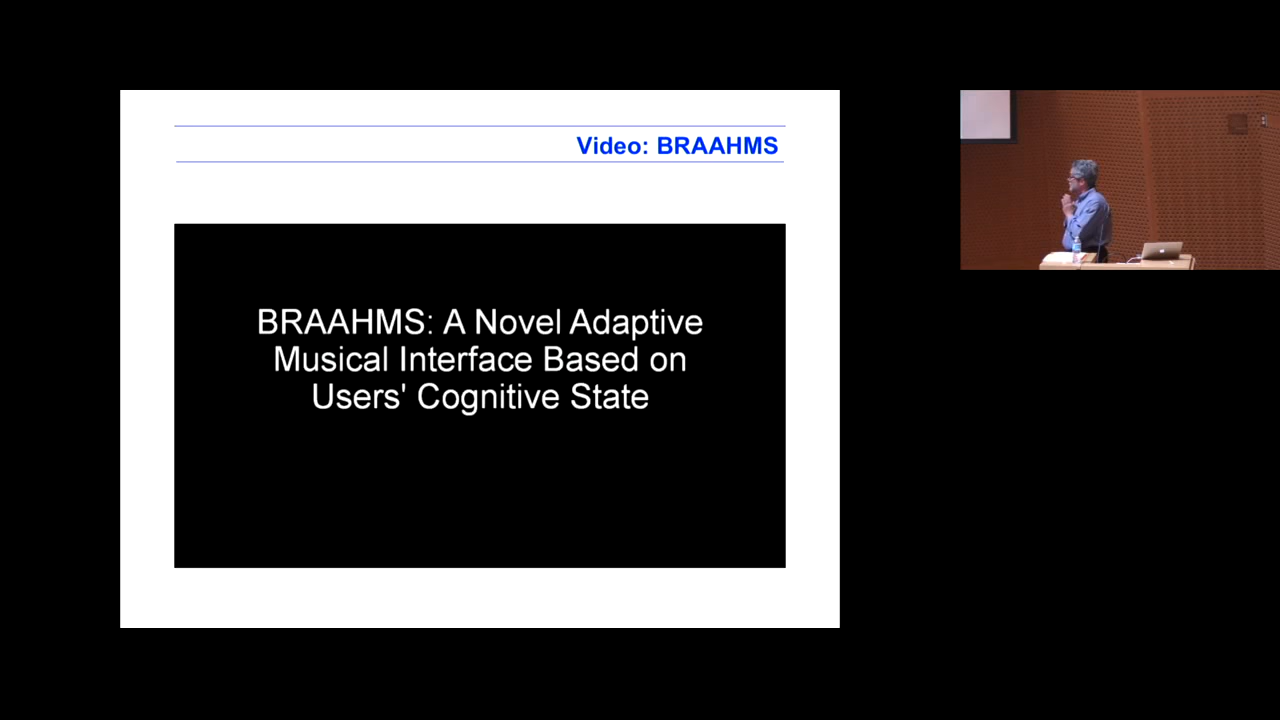 Video: BRAAHMS
BRAAHMS: A Novel Adaptive
Musical Interface Based on
Users' Cognitive State